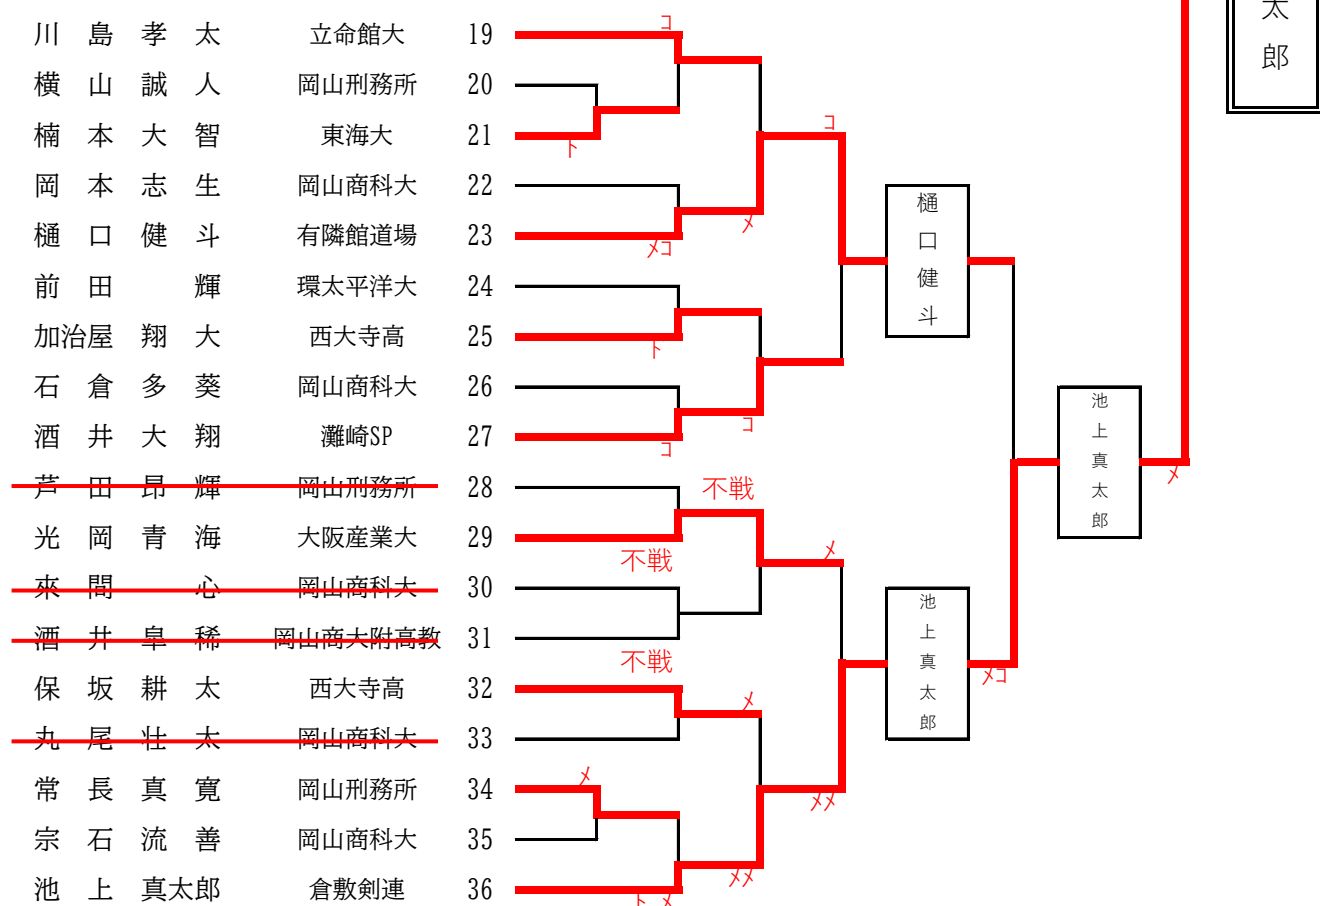 川島孝太 立命館大 19
横山誠人 岡山刑務所 20
楠本大智 東海大 21
岡本志生 岡山商科大 22
樋口健斗 有隣館道場 23
前田 輝 環太平洋大 24
加治屋翔大 西大寺高 25
石倉多葵 岡山商科大 26
酒井大翔 灘崎SP 27
芦田昂輝 岡山刑務所 28
光岡青海 大阪産業大 29
來間 心 岡山商科大 30
酒井皐稀 岡山商大附高教 31
保坂耕太 西大寺高 32
丸尾壮太 岡山商科大 33
常長真寛 岡山刑務所 34
宗石流善 岡山商科大 35
池上真太郎 倉敷剣連 36
コ
ト
メコ
ト
コ
不戦
不戦
不戦
メ
ト メ
メ
コ
メ
メメ
コ
メ
メメ
樋口健斗
池上真太郎
メコ
池上真太郎
メ
太郎